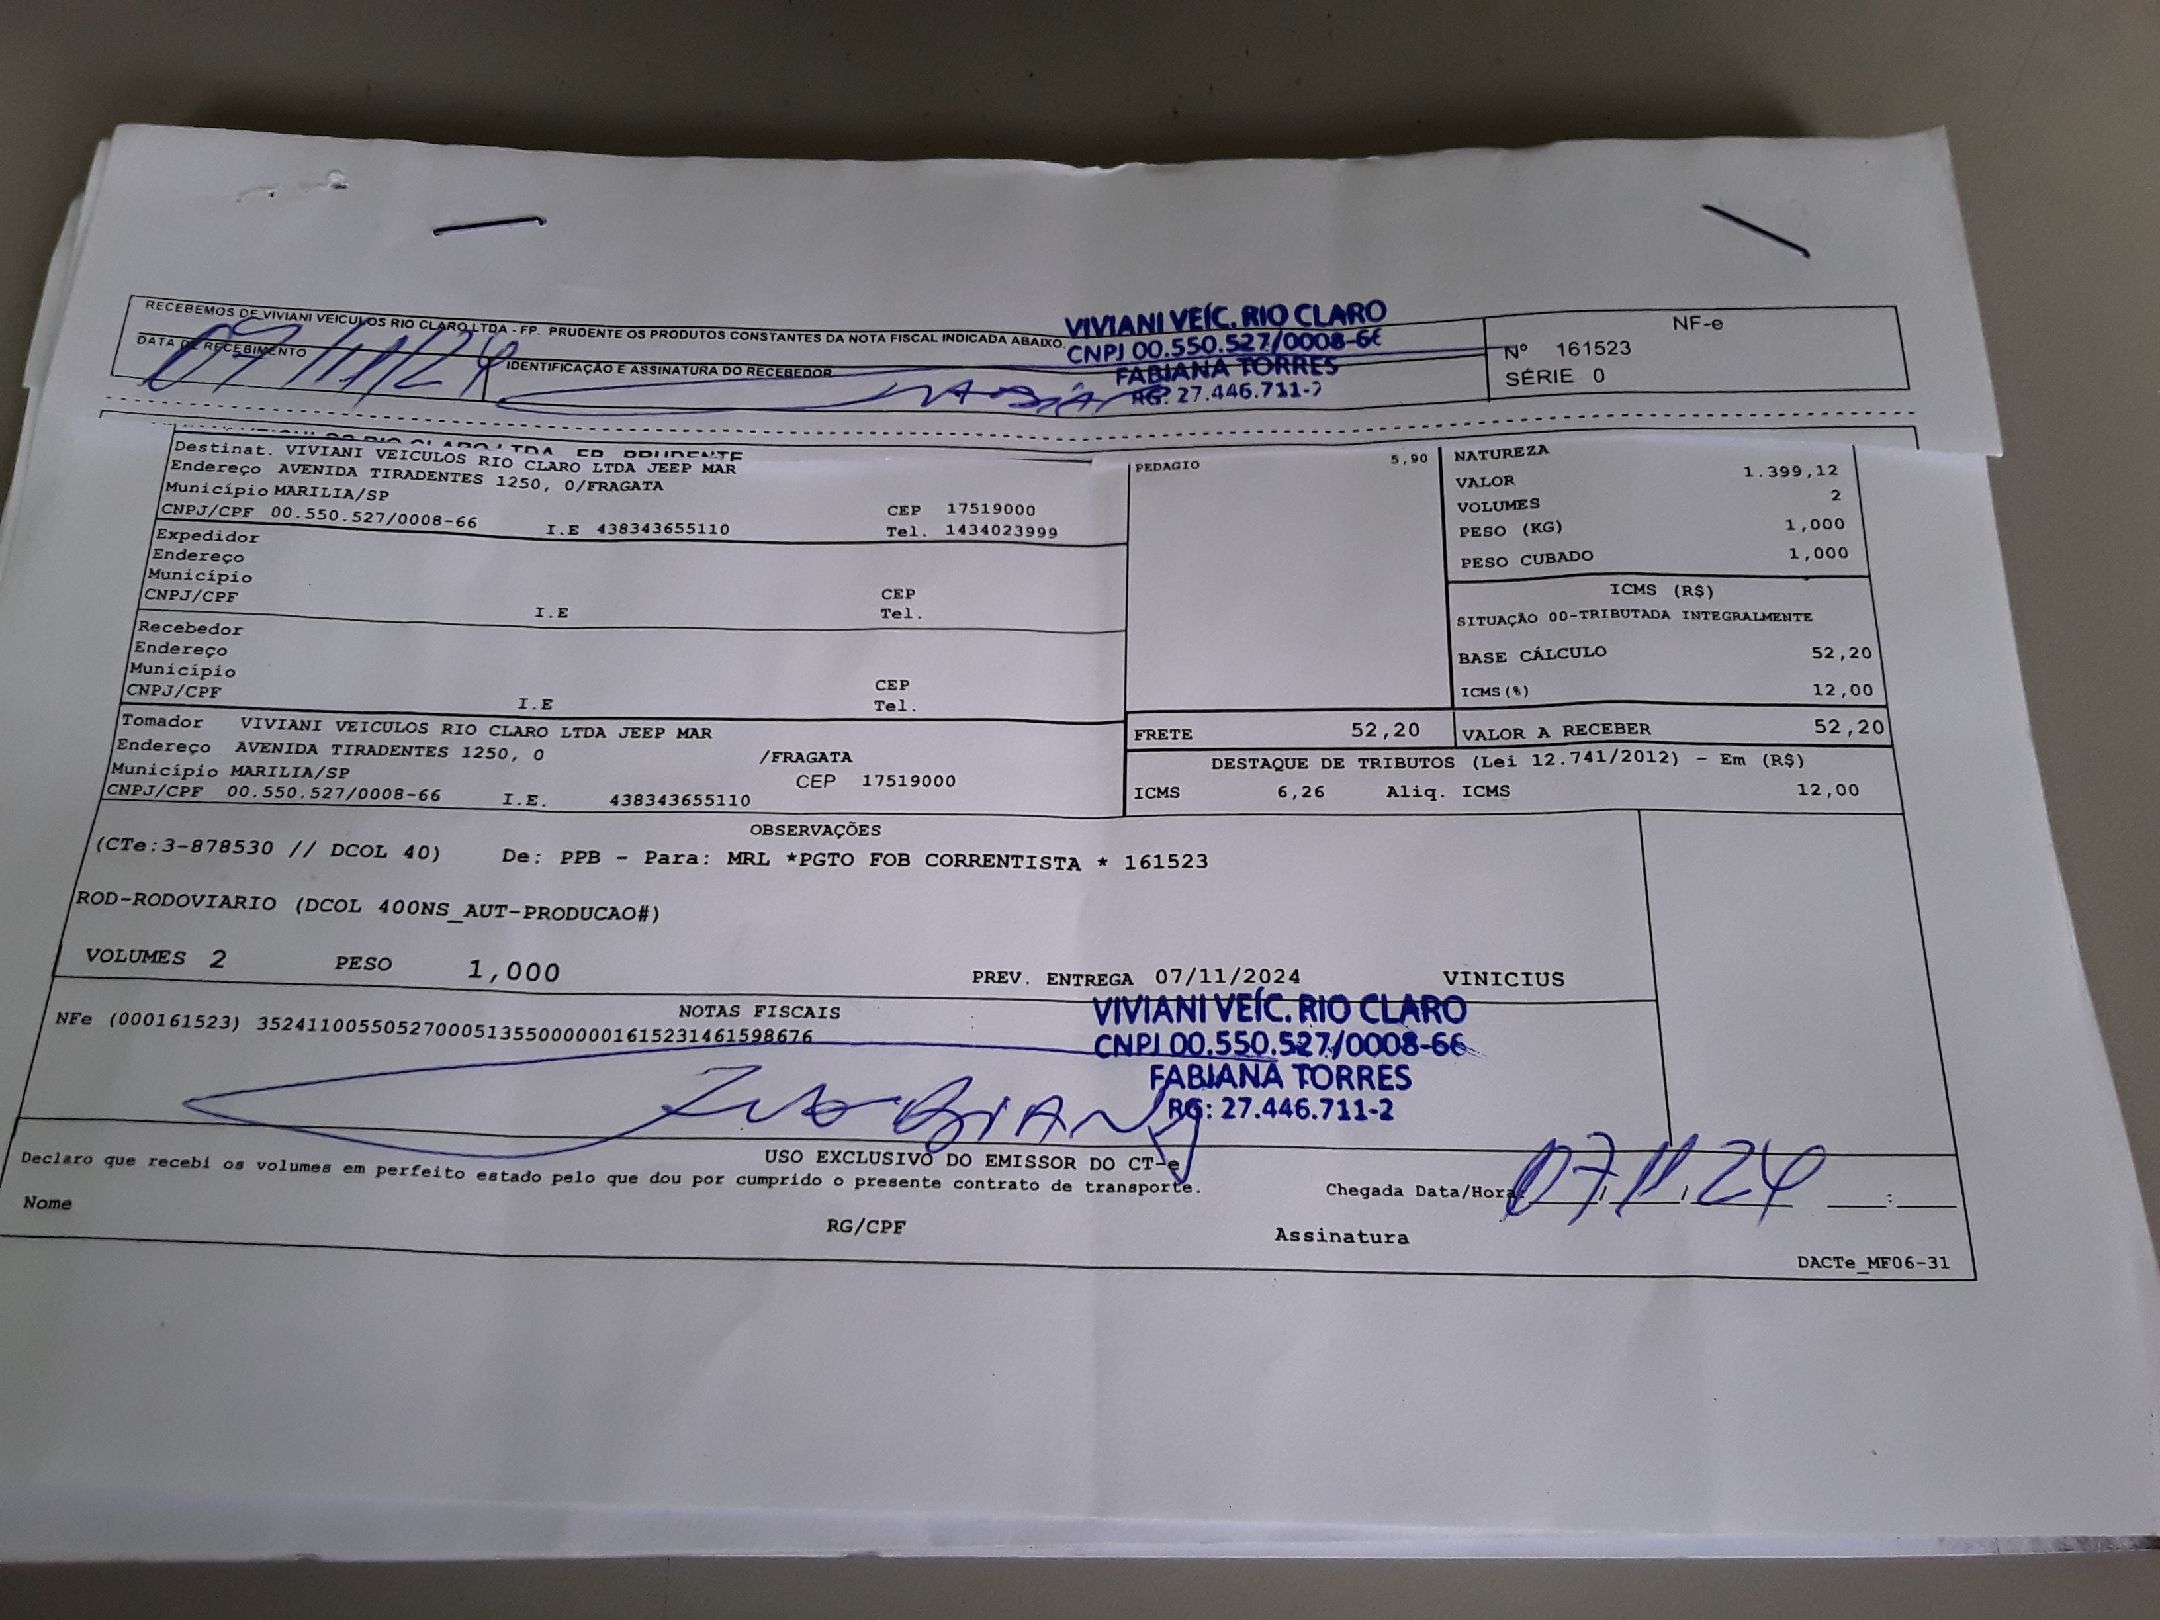 RECEBEMOS DE VIVIANI VEICULOS RIO CLARO LTDA - FP. PRUDENTE OS PRODUTOS CONSTANTES DA NOTA FISCAL INDICADA ABAIXO.
VIVIANI VEÍC. RIO CLARO
CNPJ 00.550.527/0008-66
FABIANA TORRES
RG: 27.446.711-2
NF-e
Nº 161523
SÉRIE 0
DATA DE RECEBIMENTO
07/11/24
IDENTIFICAÇÃO E ASSINATURA DO RECEBEDOR
Destinat. VIVIANI VEICULOS RIO CLARO LTDA JEEP MAR
Endereço AVENIDA TIRADENTES 1250, 0/FRAGATA
Município MARILIA/SP CEP 17519000
CNPJ/CPF 00.550.527/0008-66 I.E 438343655110 Tel. 1434023999
Expedidor
Endereço
Município CEP
CNPJ/CPF I.E Tel.
Recebedor
Endereço
Município CEP
CNPJ/CPF I.E Tel.
Tomador VIVIANI VEICULOS RIO CLARO LTDA JEEP MAR
Endereço AVENIDA TIRADENTES 1250, 0 /FRAGATA
Município MARILIA/SP CEP 17519000
CNPJ/CPF 00.550.527/0008-66 I.E. 438343655110
PEDAGIO 5,90
NATUREZA
VALOR 1.399,12
VOLUMES 2
PESO (KG) 1,000
PESO CUBADO 1,000
ICMS (R$)
SITUAÇÃO 00-TRIBUTADA INTEGRALMENTE
BASE CÁLCULO 52,20
ICMS(%) 12,00
FRETE 52,20 VALOR A RECEBER 52,20
DESTAQUE DE TRIBUTOS (Lei 12.741/2012) - Em (R$)
ICMS 6,26 Aliq. ICMS 12,00
OBSERVAÇÕES
(CTe:3-878530 // DCOL 40) De: PPB - Para: MRL *PGTO FOB CORRENTISTA * 161523
ROD-RODOVIARIO (DCOL 400NS_AUT-PRODUCAO#)
VOLUMES 2 PESO 1,000 PREV. ENTREGA 07/11/2024 VINICIUS
NOTAS FISCAIS
NFe (000161523) 35241100550527000513550000001615231461598676
VIVIANI VEÍC. RIO CLARO
CNPJ 00.550.527/0008-66
FABIANA TORRES
RG: 27.446.711-2
USO EXCLUSIVO DO EMISSOR DO CT-e
Declaro que recebi os volumes em perfeito estado pelo que dou por cumprido o presente contrato de transporte.
Chegada Data/Hora: 07/11/24 :
Nome RG/CPF Assinatura
DACTe_MF06-31